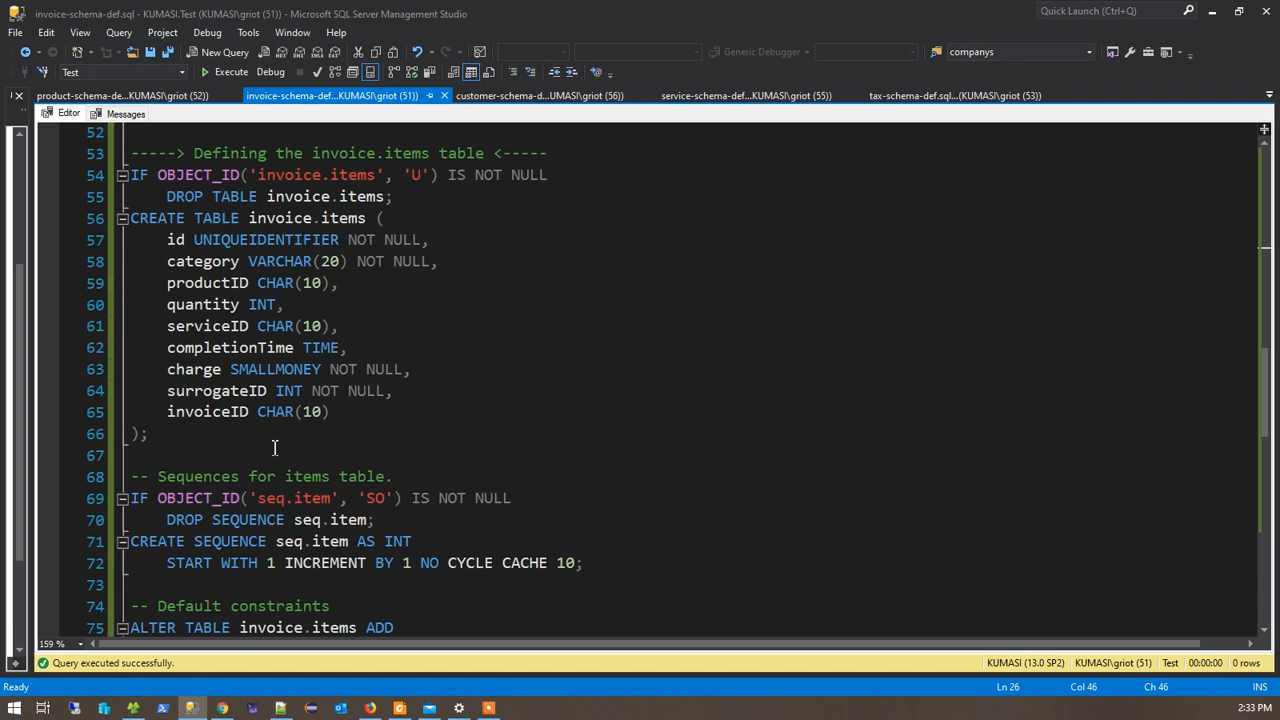 invoice-schema-def.sql - KUMASI.Test (KUMASI\griot (51)) - Microsoft SQL Server Management Studio
Quick Launch (Ctrl+Q)
File Edit View Query Project Debug Tools Window Help
New Query
Generic Debugger
companys
Test
Execute Debug
product-schema-de...KUMASI\griot (52))
invoice-schema-def...KUMASI\griot (51))
customer-schema-d...UMASI\griot (56))
service-schema-def...KUMASI\griot (55))
tax-schema-def.sql...(KUMASI\griot (53))
Editor Messages
52
53 -----> Defining the invoice.items table <-----
54 IF OBJECT_ID('invoice.items', 'U') IS NOT NULL
55 DROP TABLE invoice.items;
56 CREATE TABLE invoice.items (
57 id UNIQUEIDENTIFIER NOT NULL,
58 category VARCHAR(20) NOT NULL,
59 productID CHAR(10),
60 quantity INT,
61 serviceID CHAR(10),
62 completionTime TIME,
63 charge SMALLMONEY NOT NULL,
64 surrogateID INT NOT NULL,
65 invoiceID CHAR(10)
66 );
67
68 -- Sequences for items table.
69 IF OBJECT_ID('seq.item', 'SO') IS NOT NULL
70 DROP SEQUENCE seq.item;
71 CREATE SEQUENCE seq.item AS INT
72 START WITH 1 INCREMENT BY 1 NO CYCLE CACHE 10;
73
74 -- Default constraints
75 ALTER TABLE invoice.items ADD
159 %
Query executed successfully.
KUMASI (13.0 SP2) KUMASI\griot (51) Test 00:00:00 0 rows
Ready
Ln 26 Col 46 Ch 46 INS
2:33 PM